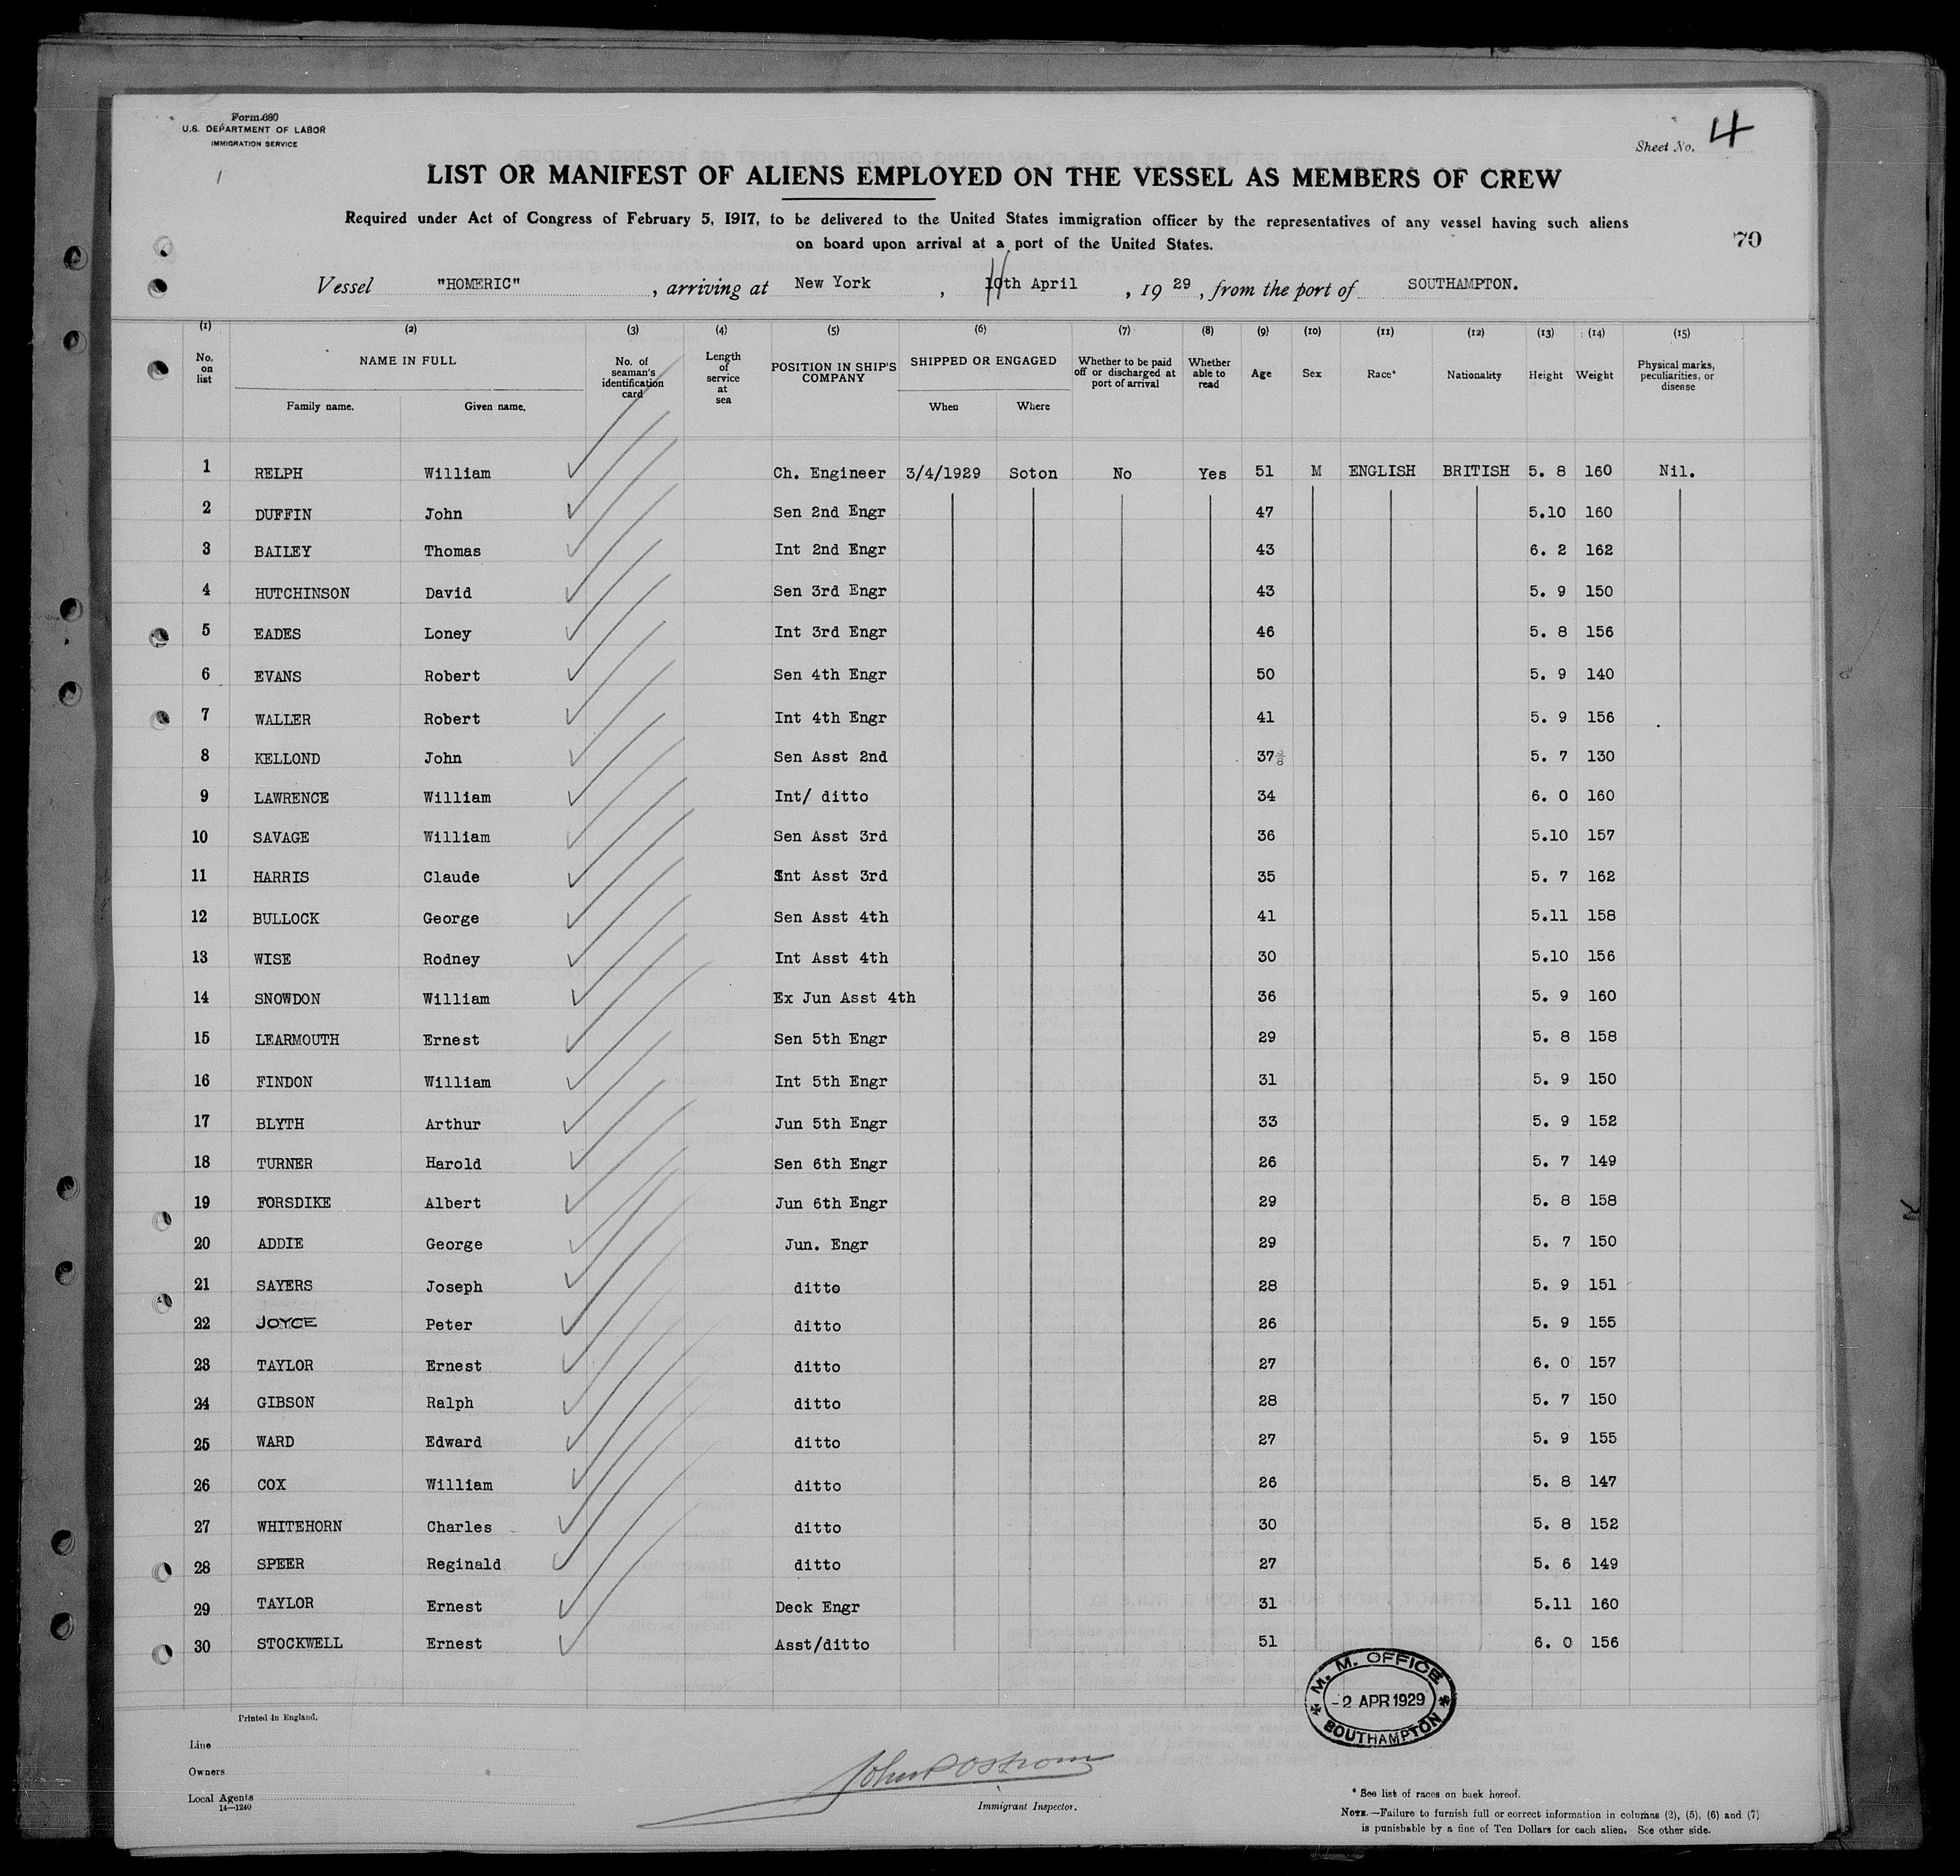 Form 680
U.S. DEPARTMENT OF LABOR
IMMIGRATION SERVICE
Sheet No. 4
LIST OR MANIFEST OF ALIENS EMPLOYED ON THE VESSEL AS MEMBERS OF CREW
Required under Act of Congress of February 5, 1917, to be delivered to the United States immigration officer by the representatives of any vessel having such aliens
on board upon arrival at a port of the United States.
70
Vessel "HOMERIC", arriving at New York, 11th April, 1929, from the port of SOUTHAMPTON.
(1) (2) (3) (4) (5) (6) (7) (8) (9) (10) (11) (12) (13) (14) (15)
No. on list NAME IN FULL No. of seaman's identification card Length of service at sea POSITION IN SHIP'S COMPANY SHIPPED OR ENGAGED Whether to be paid off or discharged at port of arrival Whether able to read Age Sex Race* Nationality Height Weight Physical marks, peculiarities, or disease
Family name. Given name. When Where
1 RELPH William Ch. Engineer 3/4/1929 Soton No Yes 51 M ENGLISH BRITISH 5. 8 160 Nil.
2 DUFFIN John Sen 2nd Engr 47 5.10 160
3 BAILEY Thomas Int 2nd Engr 43 6. 2 162
4 HUTCHINSON David Sen 3rd Engr 43 5. 9 150
5 EADES Loney Int 3rd Engr 46 5. 8 156
6 EVANS Robert Sen 4th Engr 50 5. 9 140
7 WALLER Robert Int 4th Engr 41 5. 9 156
8 KELLOND John Sen Asst 2nd 37 5. 7 130
9 LAWRENCE William Int/ ditto 34 6. 0 160
10 SAVAGE William Sen Asst 3rd 36 5.10 157
11 HARRIS Claude Int Asst 3rd 35 5. 7 162
12 BULLOCK George Sen Asst 4th 41 5.11 158
13 WISE Rodney Int Asst 4th 30 5.10 156
14 SNOWDON William Ex Jun Asst 4th 36 5. 9 160
15 LEARMOUTH Ernest Sen 5th Engr 29 5. 8 158
16 FINDON William Int 5th Engr 31 5. 9 150
17 BLYTH Arthur Jun 5th Engr 33 5. 9 152
18 TURNER Harold Sen 6th Engr 26 5. 7 149
19 FORSDIKE Albert Jun 6th Engr 29 5. 8 158
20 ADDIE George Jun. Engr 29 5. 7 150
21 SAYERS Joseph ditto 28 5. 9 151
22 JOYCE Peter ditto 26 5. 9 155
23 TAYLOR Ernest ditto 27 6. 0 157
24 GIBSON Ralph ditto 28 5. 7 150
25 WARD Edward ditto 27 5. 9 155
26 COX William ditto 26 5. 8 147
27 WHITEHORN Charles ditto 30 5. 8 152
28 SPEER Reginald ditto 27 5. 6 149
29 TAYLOR Ernest Deck Engr 31 5.11 160
30 STOCKWELL Ernest Asst/ditto 51 6. 0 156
M. M. OFFICE
-2 APR 1929
SOUTHAMPTON
Printed in England.
Line
Owners
Local Agents
14—1240
Immigrant Inspector.
* See list of races on back hereof.
NOTE.—Failure to furnish full or correct information in columns (2), (5), (6) and (7)
is punishable by a fine of Ten Dollars for each alien. See other side.